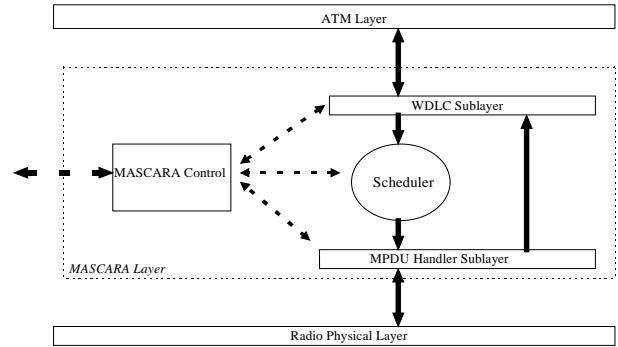 ATM Layer
WDLC Sublayer
MASCARA Control
Scheduler
MPDU Handler Sublayer
MASCARA Layer
Radio Physical Layer